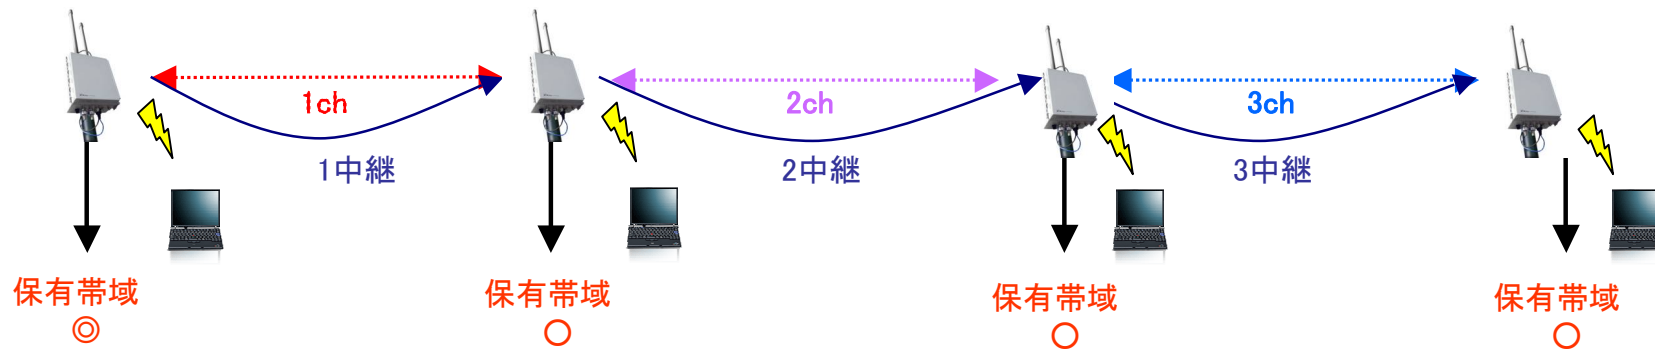 1ch
2ch
3ch
1中継
2中継
3中継
保有帯域
◎
保有帯域
○
保有帯域
○
保有帯域
○